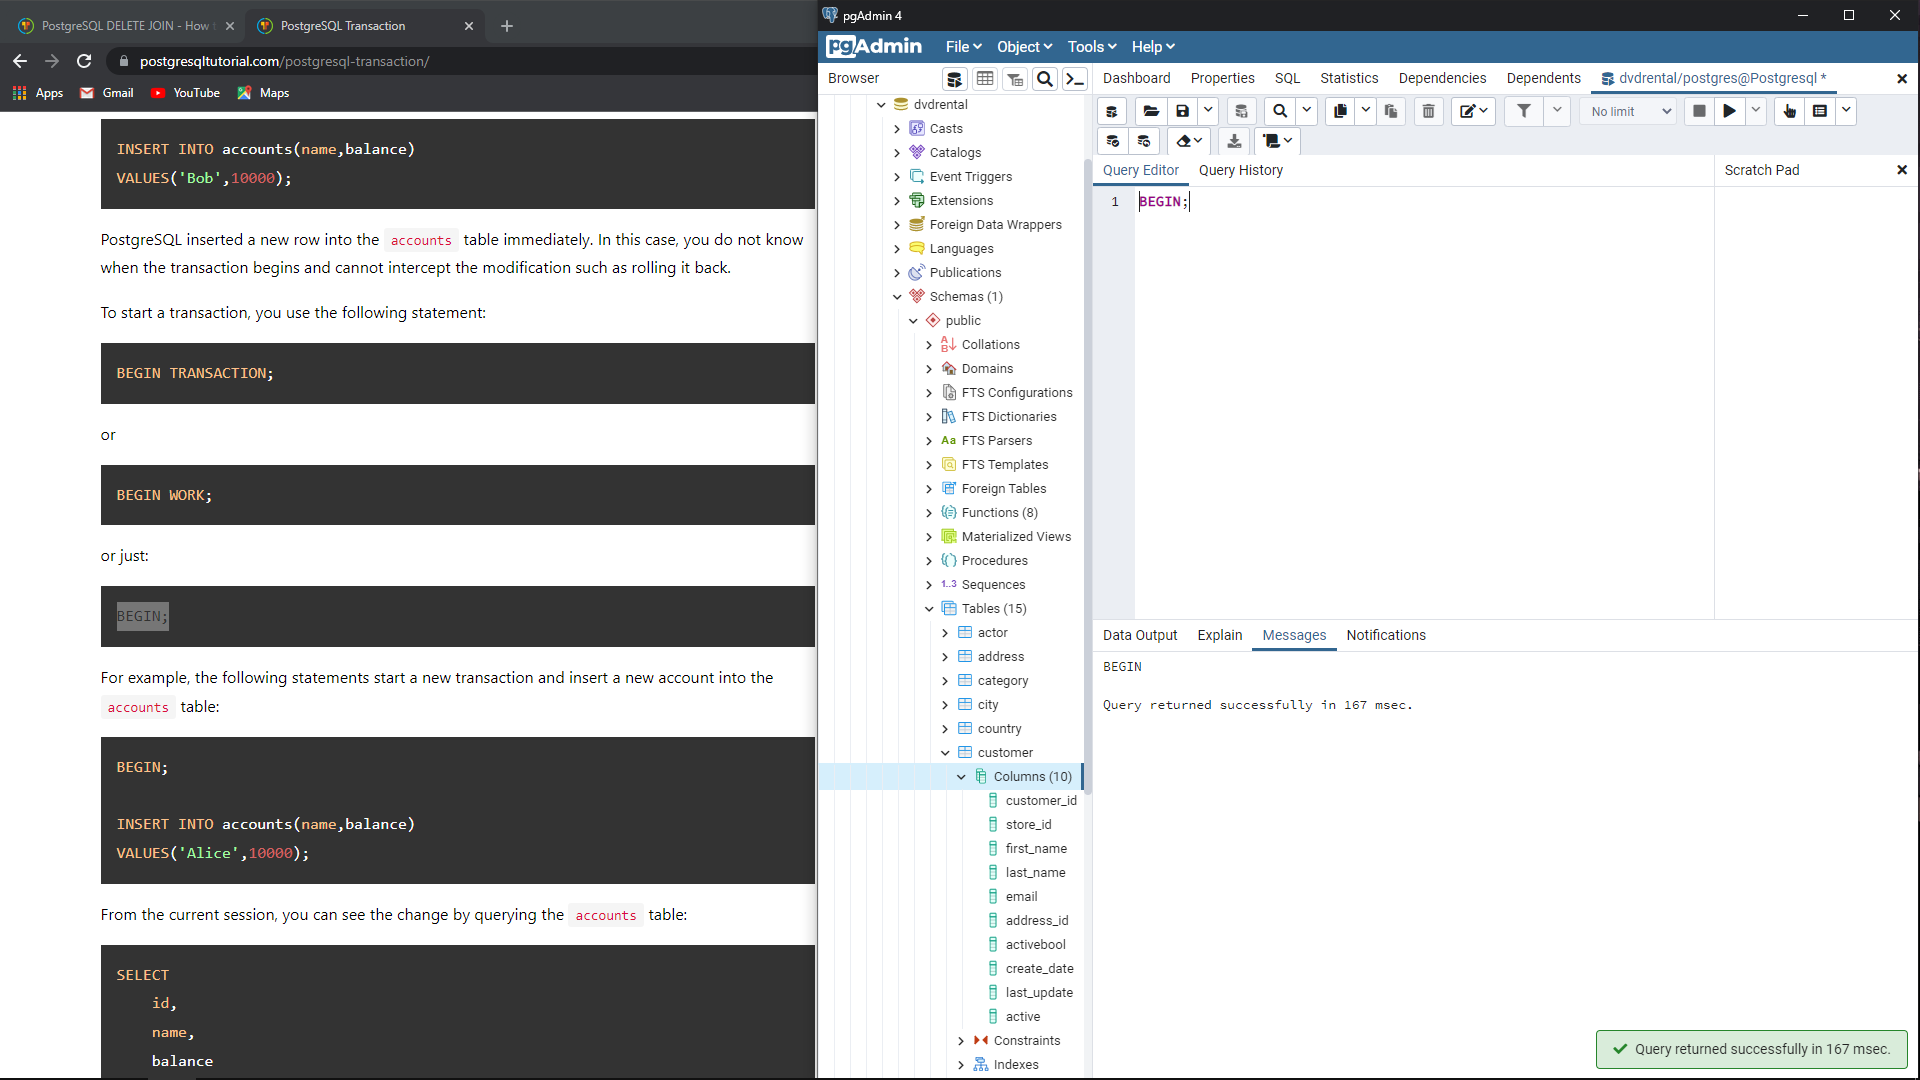 PostgreSQL DELETE JOIN - How
PostgreSQL Transaction
postgresqltutorial.com/postgresql-transaction/
Apps
Gmail
YouTube
Maps
INSERT INTO accounts(name,balance)
VALUES('Bob',10000);
PostgreSQL inserted a new row into the accounts table immediately. In this case, you do not know
when the transaction begins and cannot intercept the modification such as rolling it back.
To start a transaction, you use the following statement:
BEGIN TRANSACTION;
or
BEGIN WORK;
or just:
BEGIN;
For example, the following statements start a new transaction and insert a new account into the
accounts table:
BEGIN;
INSERT INTO accounts(name,balance)
VALUES('Alice',10000);
From the current session, you can see the change by querying the accounts table:
SELECT
id,
name,
balance
pgAdmin 4
pgAdmin
File
Object
Tools
Help
Browser
Dashboard
Properties
SQL
Statistics
Dependencies
Dependents
dvdrental/postgres@Postgresql *
dvdrental
Casts
Catalogs
Event Triggers
Extensions
Foreign Data Wrappers
Languages
Publications
Schemas (1)
public
Collations
Domains
FTS Configurations
FTS Dictionaries
Aa FTS Parsers
FTS Templates
Foreign Tables
Functions (8)
Materialized Views
Procedures
1..3 Sequences
Tables (15)
actor
address
category
city
country
customer
Columns (10)
customer_id
store_id
first_name
last_name
email
address_id
activebool
create_date
last_update
active
Constraints
Indexes
No limit
Query Editor
Query History
Scratch Pad
1 BEGIN;
Data Output
Explain
Messages
Notifications
BEGIN
Query returned successfully in 167 msec.
Query returned successfully in 167 msec.